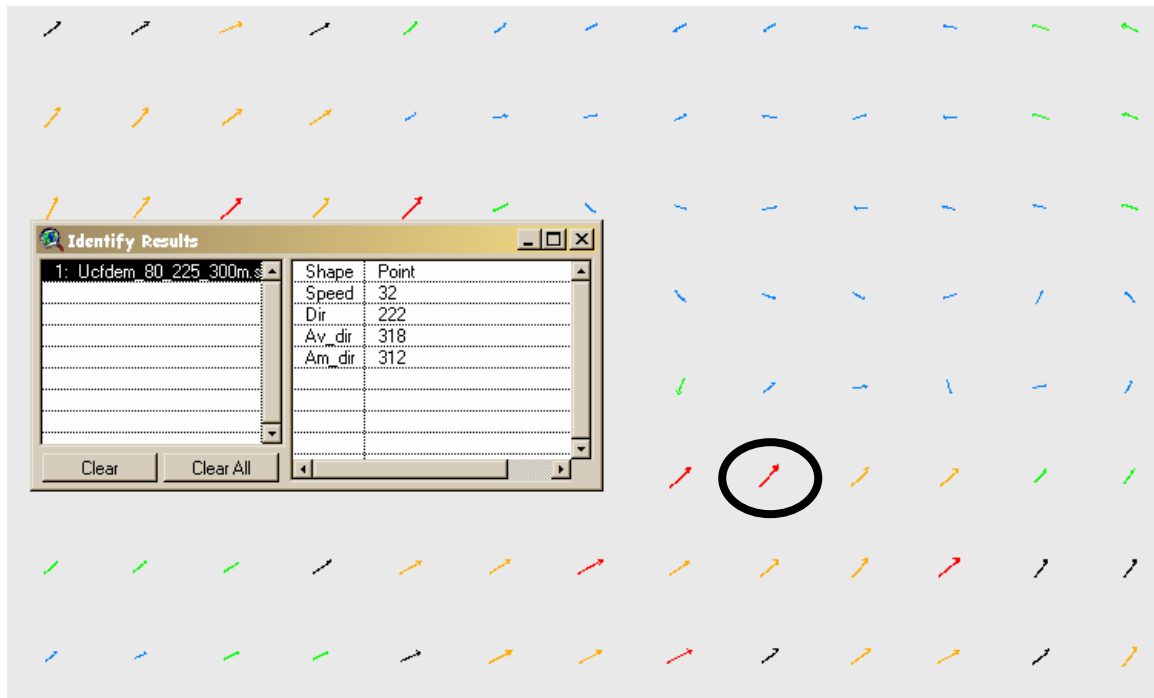 Identify Results
1: Ucfdem_80_225_300m.s
Shape Point
Speed 32
Dir 222
Av_dir 318
Am_dir 312
Clear Clear All